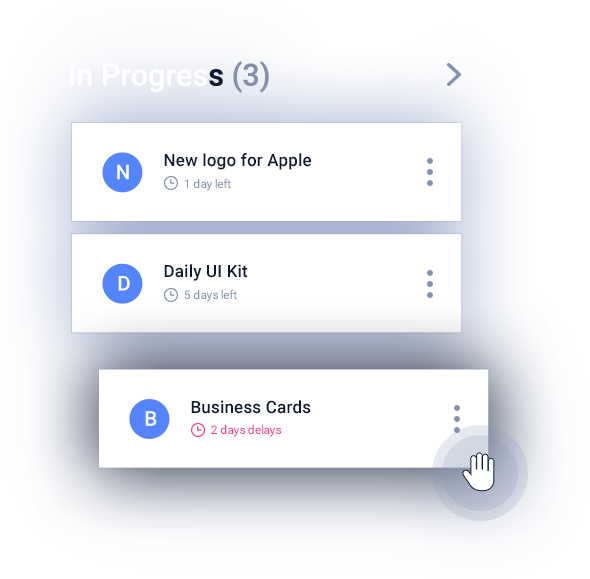 In Progress (3)
N
New logo for Apple
1 day left
D
Daily UI Kit
5 days left
B
Business Cards
2 days delays